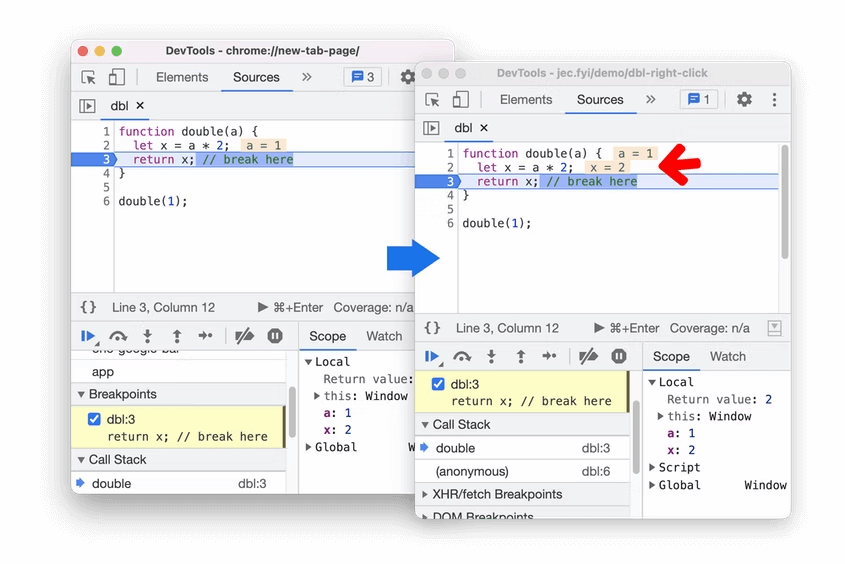 DevTools - chrome://new-tab-page/
Elements Sources » 3
dbl ×
1 function double(a) {
2 let x = a * 2; a = 1
3 return x; // break here
4 }
5
6 double(1);
{} Line 3, Column 12 ⌘+Enter Coverage: n/a
Scope Watch
app
Breakpoints
dbl:3
return x; // break here
Call Stack
double dbl:3
Local
Return value:
this: Window
a: 1
x: 2
Global
DevTools - jec.fyi/demo/dbl-right-click
Elements Sources » 1
dbl ×
1 function double(a) { a = 1
2 let x = a * 2; x = 2
3 return x; // break here
4 }
5
6 double(1);
{} Line 3, Column 12 ⌘+Enter Coverage: n/a
Scope Watch
dbl:3
return x; // break here
Call Stack
double dbl:3
(anonymous) dbl:6
XHR/fetch Breakpoints
DOM Breakpoints
Local
Return value: 2
this: Window
a: 1
x: 2
Script
Global Window